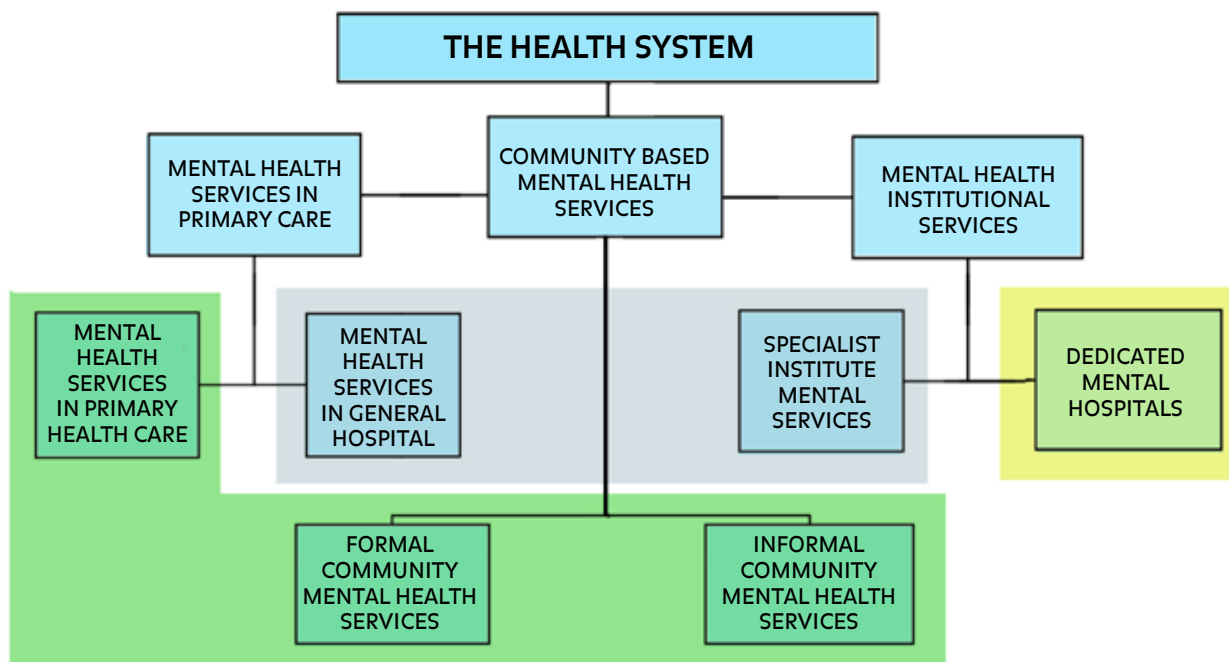 THE HEALTH SYSTEM
MENTAL HEALTH
SERVICES IN
PRIMARY CARE
COMMUNITY BASED
MENTAL HEALTH
SERVICES
MENTAL HEALTH
INSTITUTIONAL
SERVICES
MENTAL
HEALTH
SERVICES
IN PRIMARY
HEALTH CARE
MENTAL
HEALTH
SERVICES
IN GENERAL
HOSPITAL
SPECIALIST
INSTITUTE
MENTAL
SERVICES
DEDICATED
MENTAL
HOSPITALS
FORMAL
COMMUNITY
MENTAL HEALTH
SERVICES
INFORMAL
COMMUNITY
MENTAL HEALTH
SERVICES